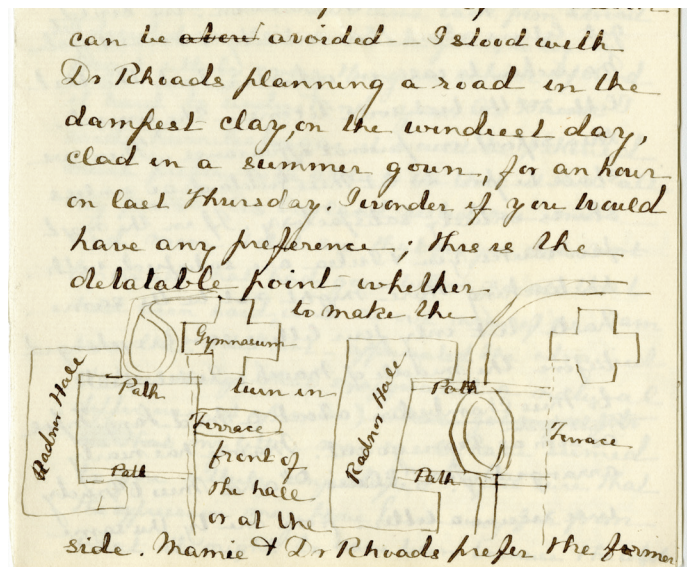 can be above avoided – I stood with
Dr Rhoads planning a road in the
dampest clay, on the windiest day,
clad in a summer gown, for an hour
on last Thursday. I wonder if you would
have any preference; this is the
debatable point whether
to make the
Gymnasium
Radnor Hall
Path
turn in
Terrace
front of
Path
the hall
or at the
Radnor Hall
Path
Terrace
Path
side. Mamie & Dr Rhoads prefer the former